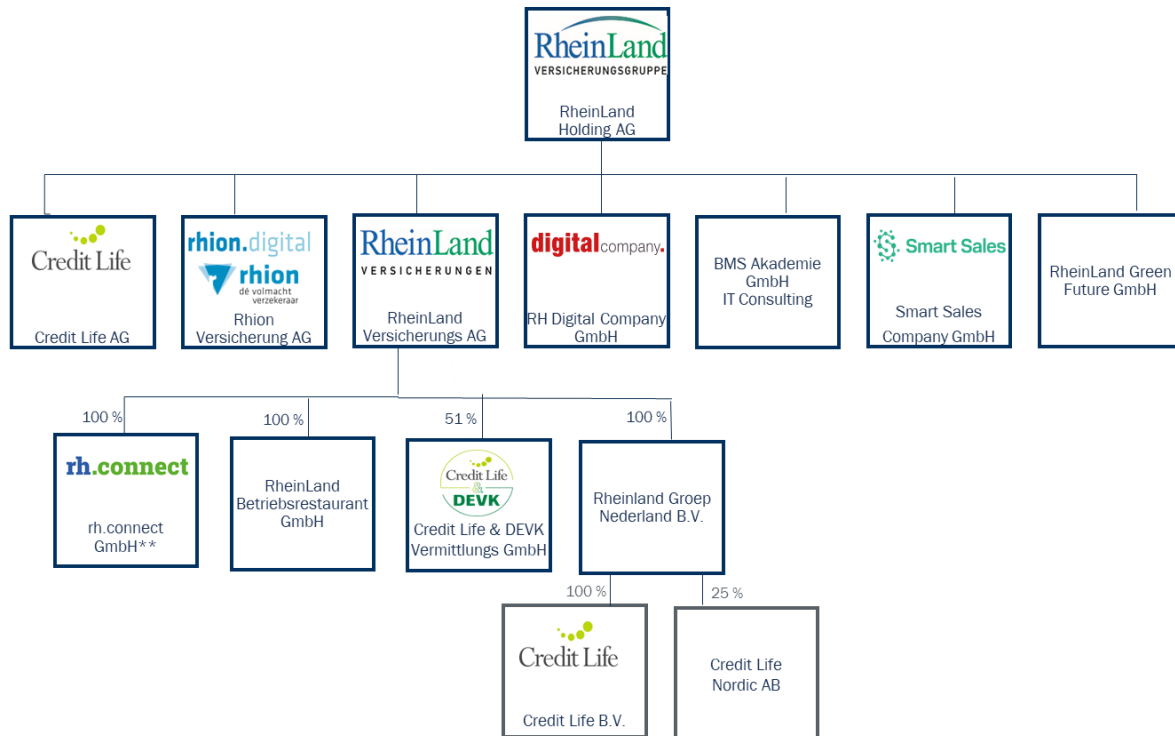 RheinLand
VERSICHERUNGSGRUPPE
RheinLand
Holding AG
Credit Life
Credit Life AG
rhion.digital
rhion
dé volmacht
verzekeraar
Rhion
Versicherung AG
RheinLand
VERSICHERUNGEN
RheinLand
Versicherungs AG
digital company.
RH Digital Company
GmbH
BMS Akademie
GmbH
IT Consulting
Smart Sales
Smart Sales
Company GmbH
RheinLand Green
Future GmbH
100 %
rh.connect
rh.connect
GmbH**
100 %
RheinLand
Betriebsrestaurant
GmbH
51 %
Credit Life
&
DEVK
Credit Life & DEVK
Vermittlungs GmbH
100 %
Rheinland Groep
Nederland B.V.
100 %
Credit Life
Credit Life B.V.
25 %
Credit Life
Nordic AB